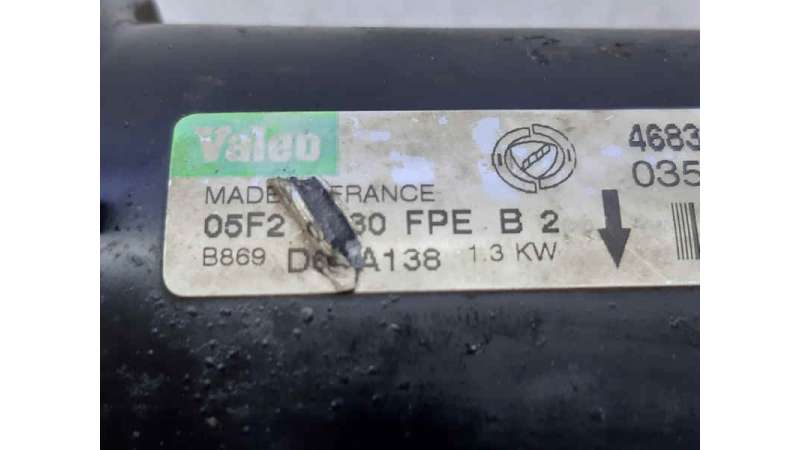 Valeo
MADE FRANCE
05F2 30 FPE B 2
B869 A138 1.3 KW
4683
035